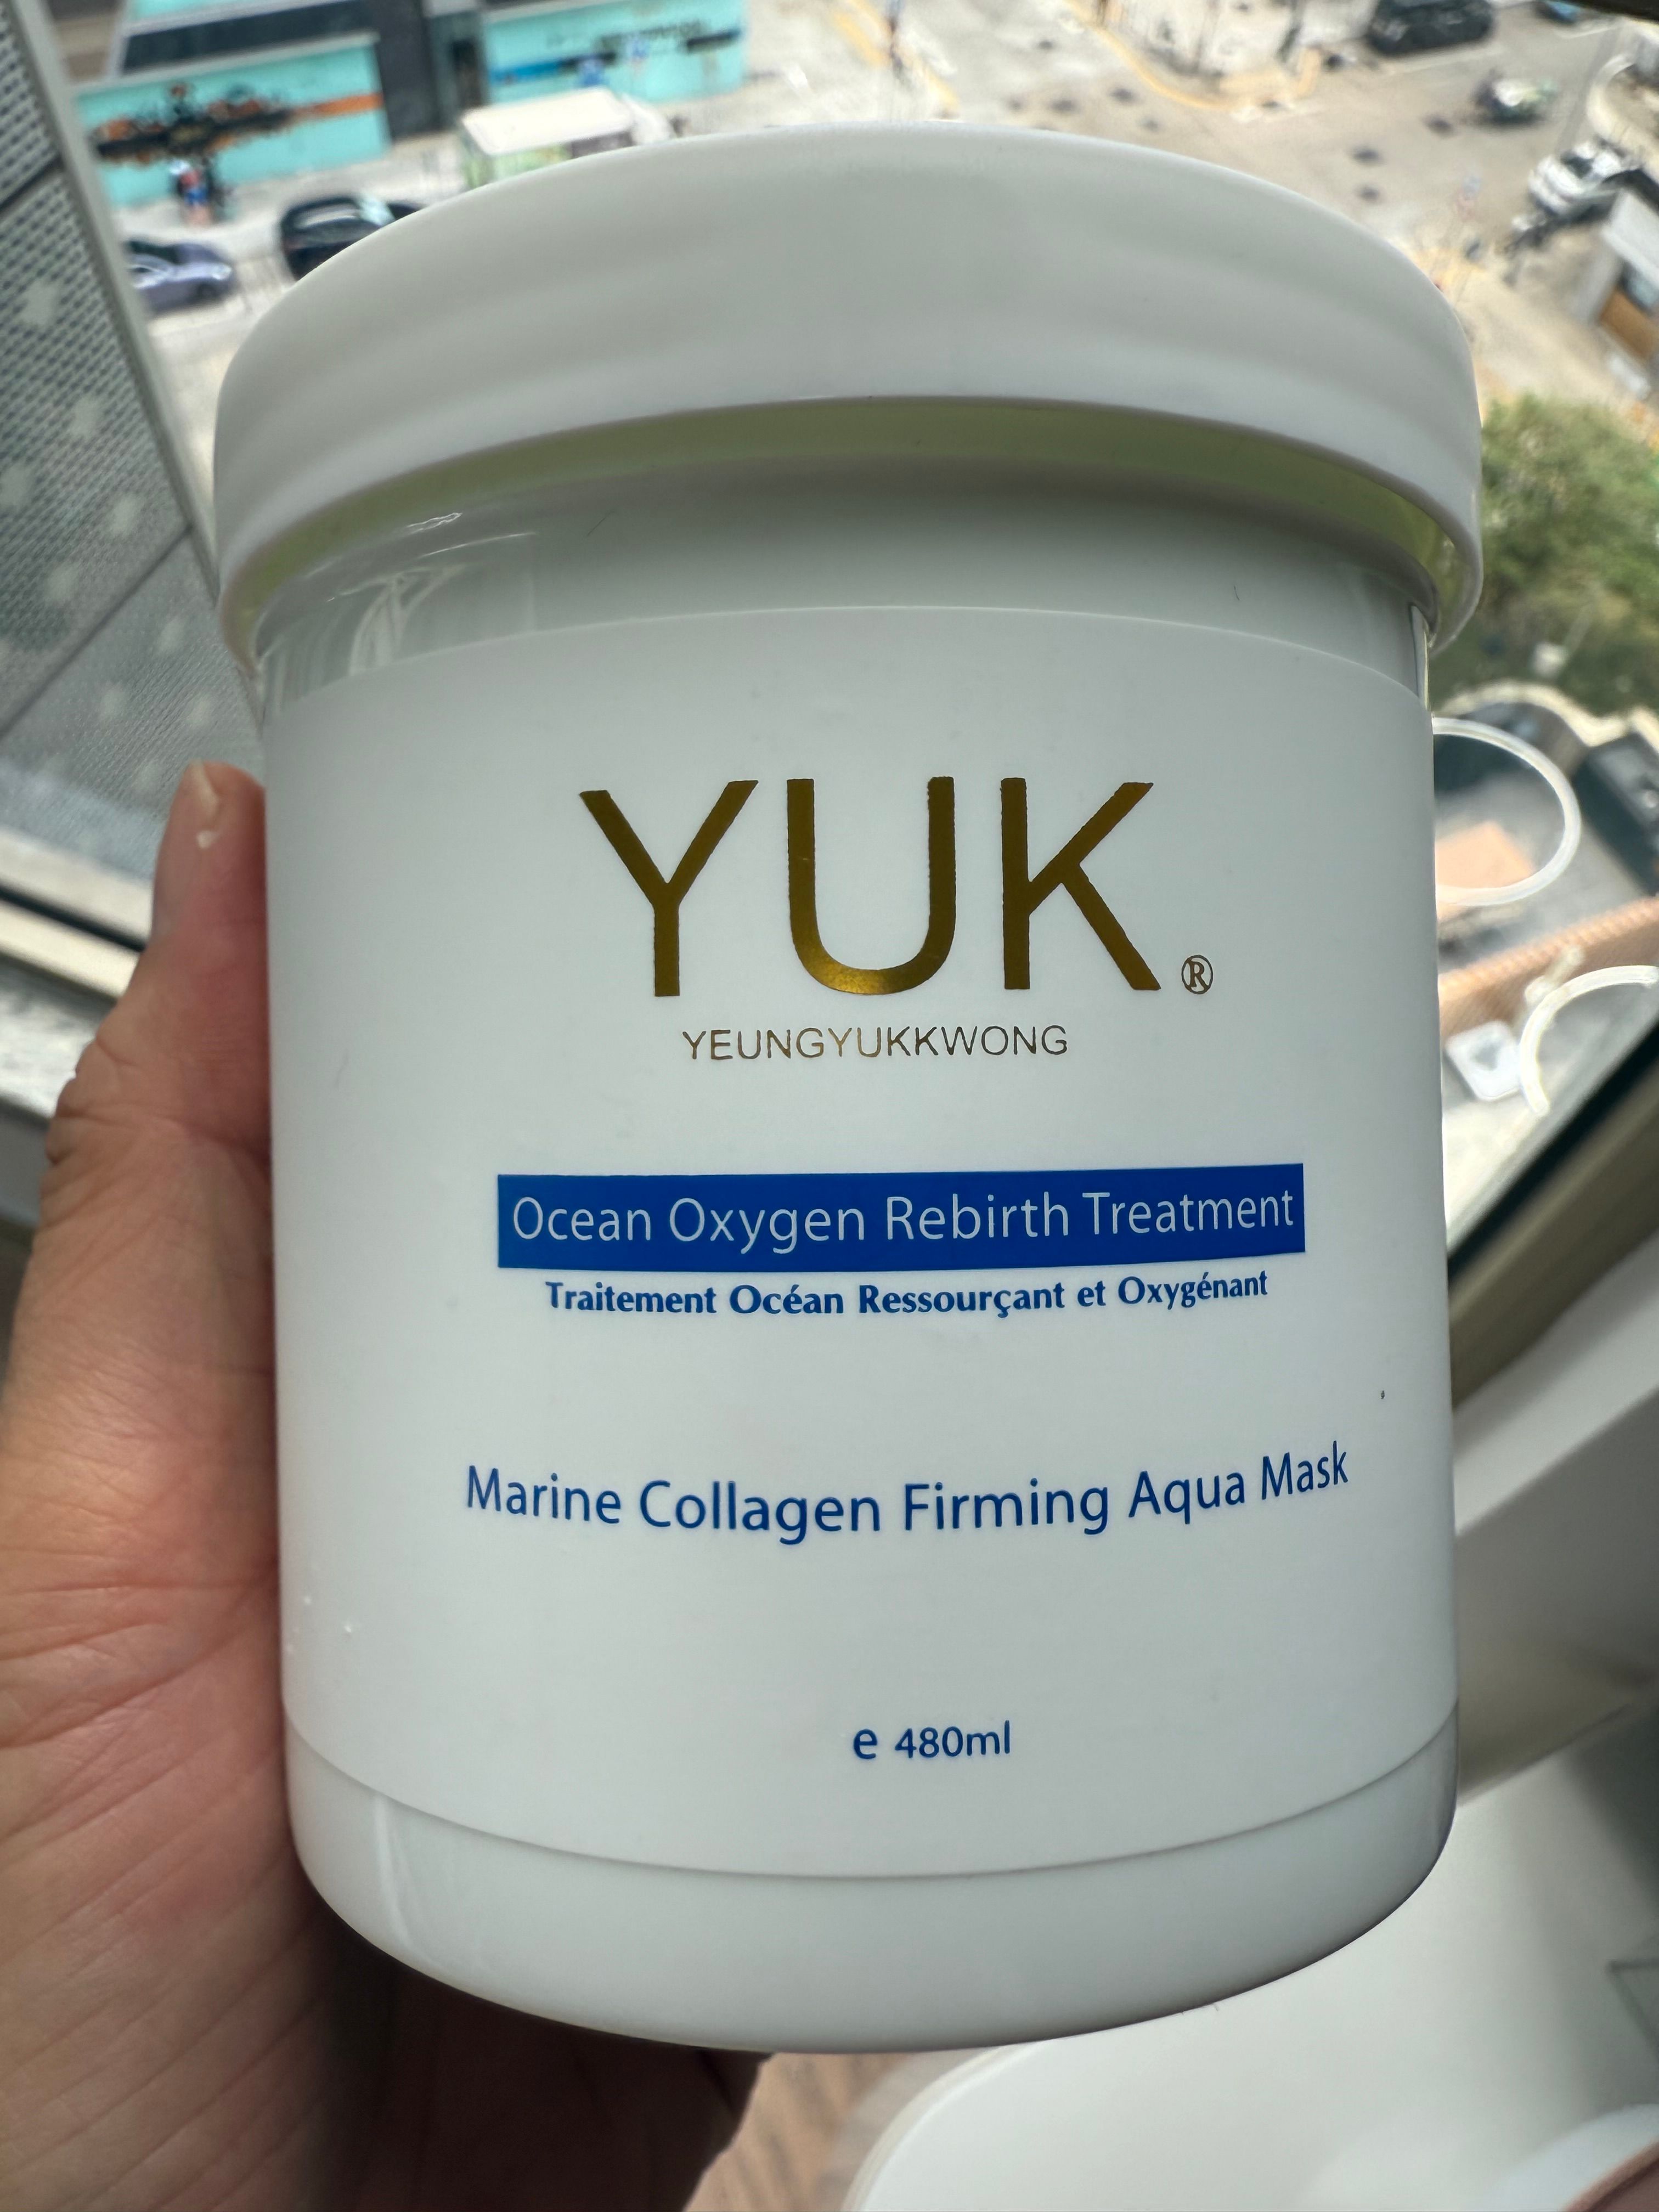 YUK®
YEUNGYUKKWONG
Ocean Oxygen Rebirth Treatment
Traitement Océan Ressourçant et Oxygénant
Marine Collagen Firming Aqua Mask
e 480ml